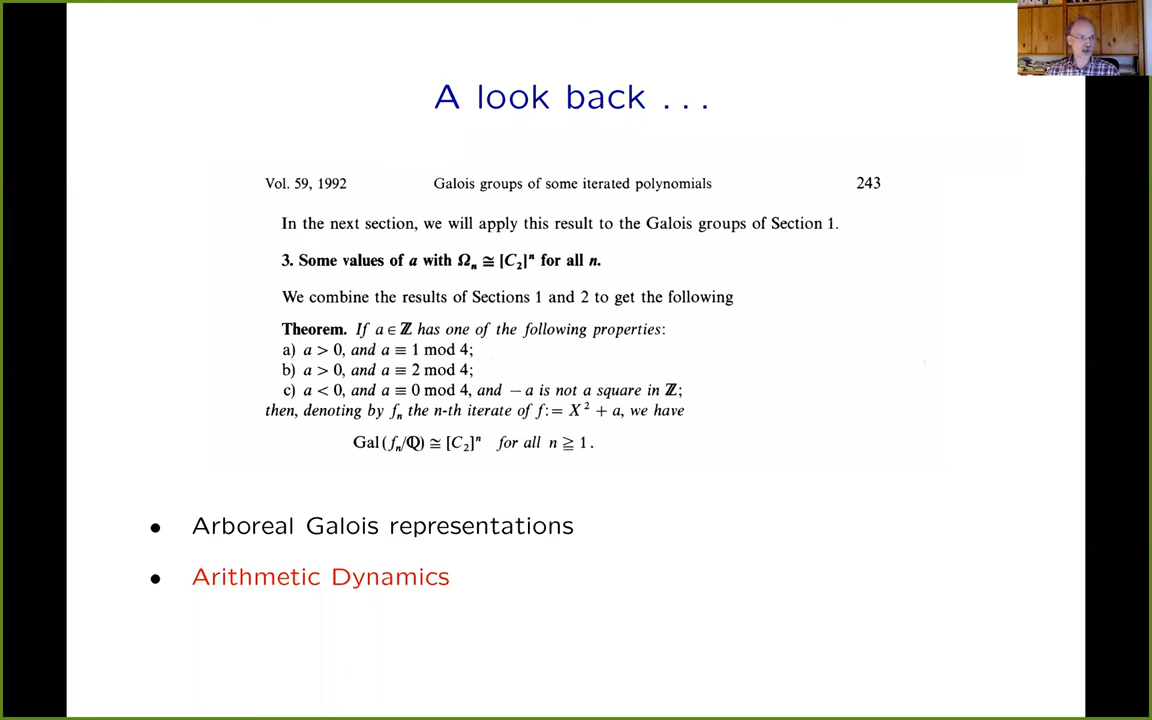 A look back . . .
Vol. 59, 1992 Galois groups of some iterated polynomials 243
In the next section, we will apply this result to the Galois groups of Section 1.
3. Some values of a with Ωₙ ≅ [C₂]ⁿ for all n.
We combine the results of Sections 1 and 2 to get the following
Theorem. If a ∈ ℤ has one of the following properties:
a) a > 0, and a ≡ 1 mod 4;
b) a > 0, and a ≡ 2 mod 4;
c) a < 0, and a ≡ 0 mod 4, and − a is not a square in ℤ;
then, denoting by fₙ the n-th iterate of f := X² + a, we have
Gal(fₙ/ℚ) ≅ [C₂]ⁿ for all n ≧ 1.
• Arboreal Galois representations
• Arithmetic Dynamics